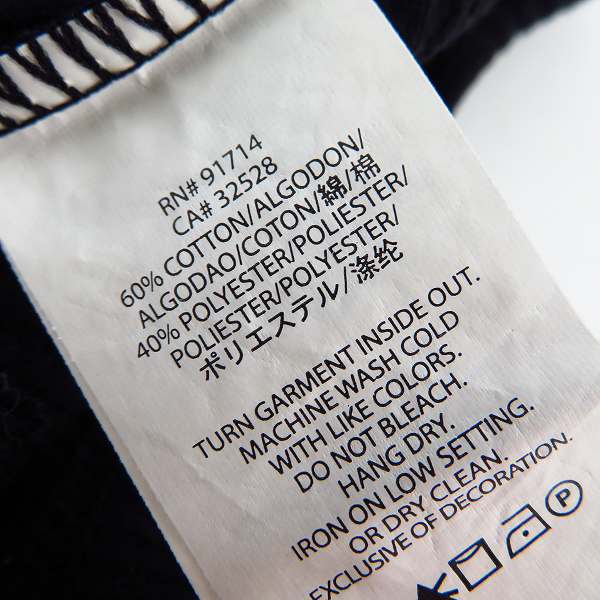 RN# 91714
CA# 32528
60% COTTON/ALGODON/
ALGODAO/COTON/綿/棉
40% POLYESTER/POLIESTER/
POLIESTER/POLYESTER/
ポリエステル/涤纶
TURN GARMENT INSIDE OUT.
MACHINE WASH COLD
WITH LIKE COLORS.
DO NOT BLEACH.
HANG DRY.
IRON ON LOW SETTING.
OR DRY CLEAN.
EXCLUSIVE OF DECORATION.
P